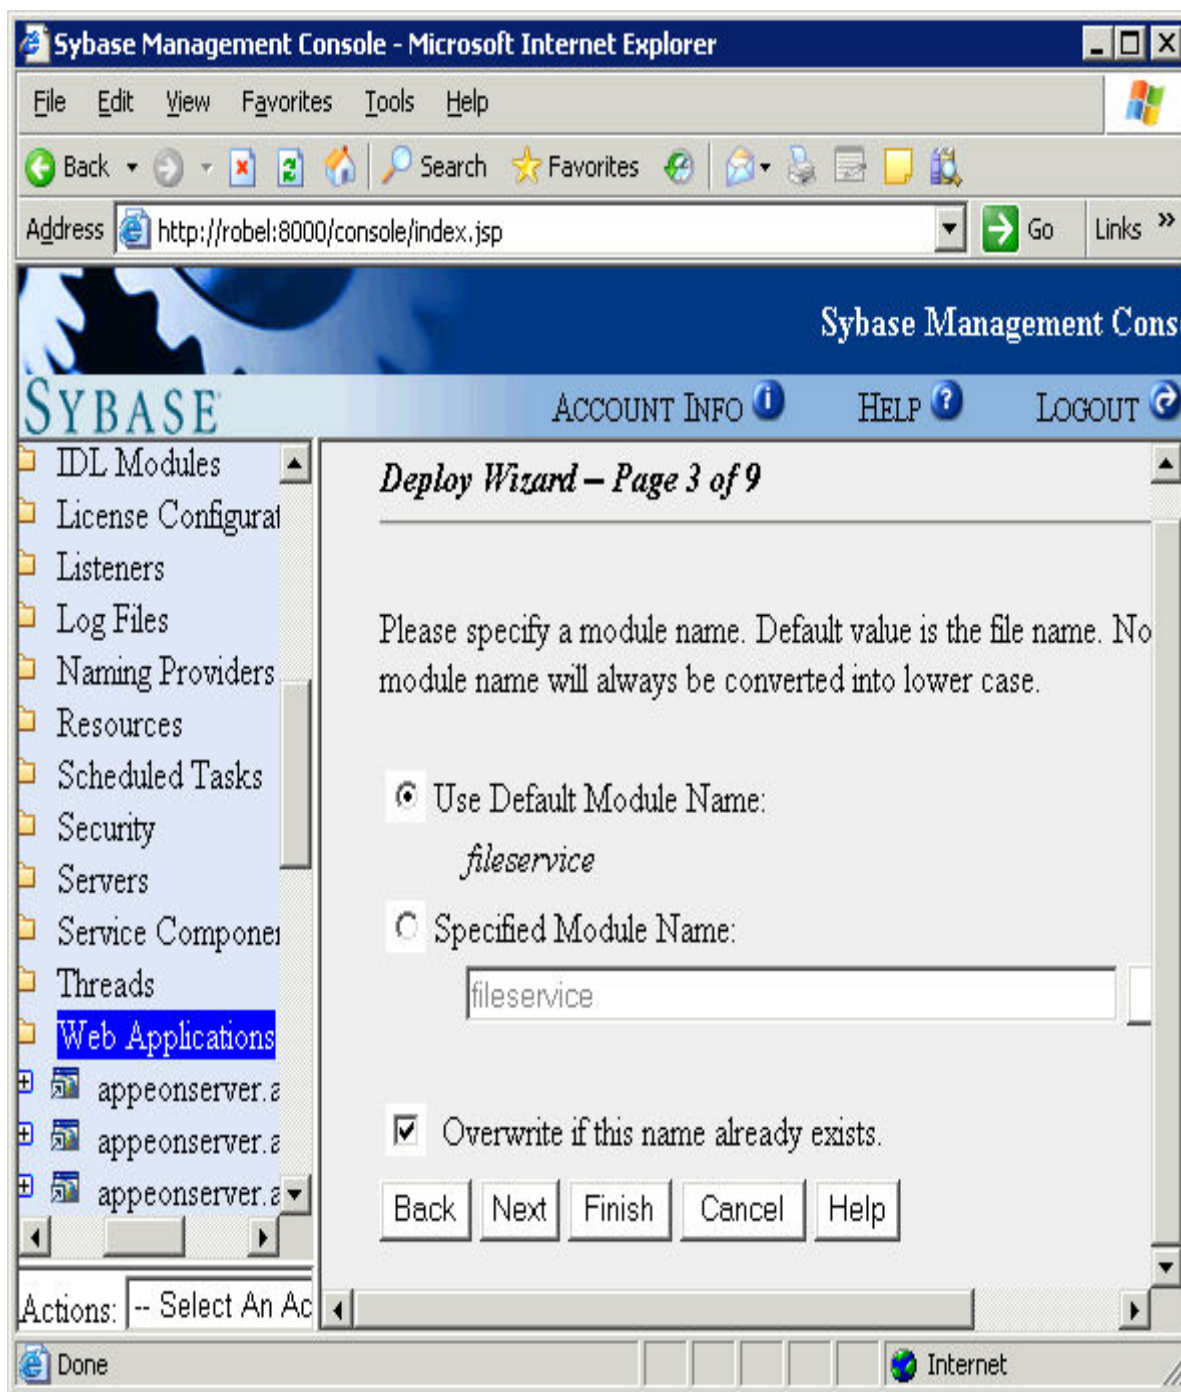 Sybase Management Console - Microsoft Internet Explorer
File Edit View Favorites Tools Help
Back Search Favorites
Address http://robel:8000/console/index.jsp Go Links »
Sybase Management Cons
SYBASE ACCOUNT INFO HELP LOGOUT
IDL Modules
License Configurat
Listeners
Log Files
Naming Providers
Resources
Scheduled Tasks
Security
Servers
Service Componen
Threads
Web Applications
appeonserver.a
appeonserver.a
appeonserver.a
Actions: -- Select An Ac
Deploy Wizard – Page 3 of 9
Please specify a module name. Default value is the file name. No
module name will always be converted into lower case.
Use Default Module Name:
fileservice
Specified Module Name:
fileservice
Overwrite if this name already exists.
Back Next Finish Cancel Help
Done Internet